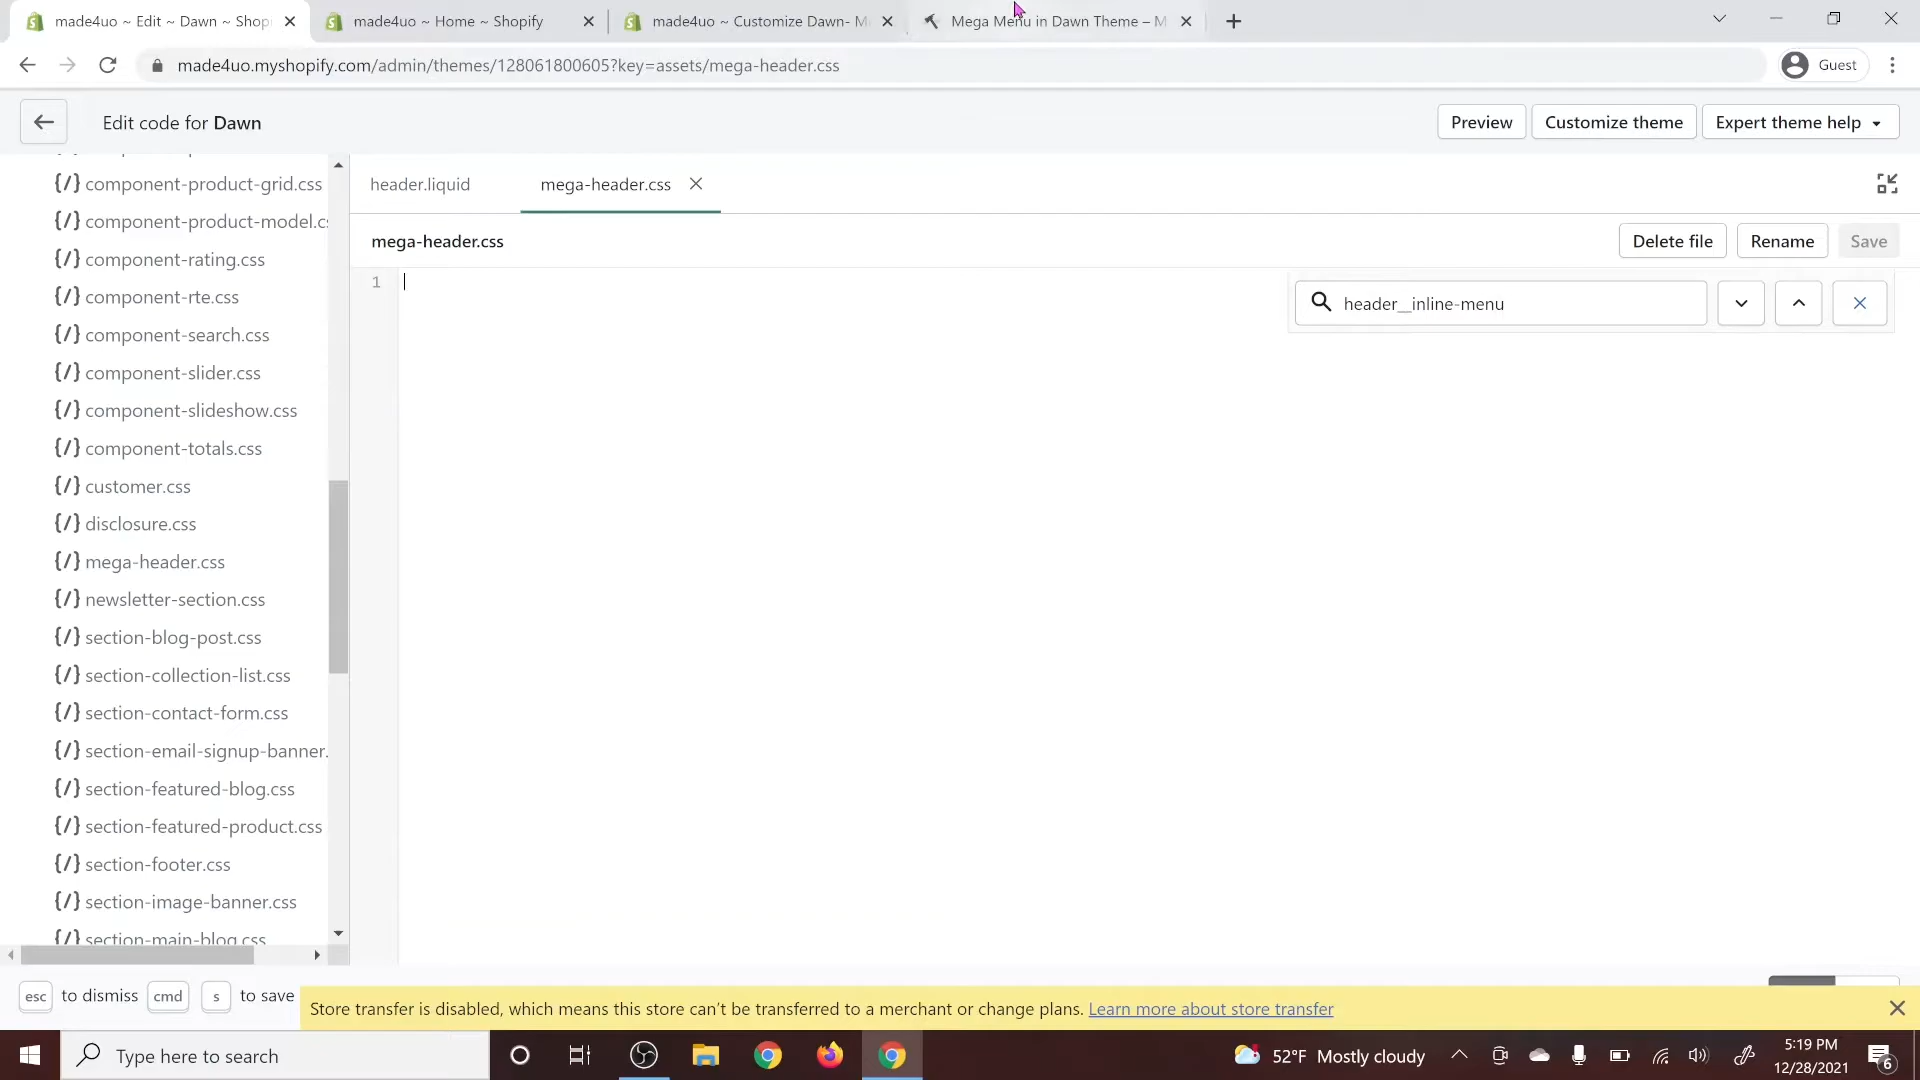 made4uo ~ Edit ~ Dawn ~ Shop
made4uo ~ Home ~ Shopify
made4uo ~ Customize Dawn- M
Mega Menu in Dawn Theme – M
made4uo.myshopify.com/admin/themes/128061800605?key=assets/mega-header.css
Guest
Edit code for Dawn
Preview
Customize theme
Expert theme help
{/} component-product-grid.css
{/} component-product-model.c
{/} component-rating.css
{/} component-rte.css
{/} component-search.css
{/} component-slider.css
{/} component-slideshow.css
{/} component-totals.css
{/} customer.css
{/} disclosure.css
{/} mega-header.css
{/} newsletter-section.css
{/} section-blog-post.css
{/} section-collection-list.css
{/} section-contact-form.css
{/} section-email-signup-banner.
{/} section-featured-blog.css
{/} section-featured-product.css
{/} section-footer.css
{/} section-image-banner.css
{/} section-main-blog.css
header.liquid
mega-header.css
mega-header.css
Delete file
Rename
Save
1
header__inline-menu
esc to dismiss cmd s to save
Store transfer is disabled, which means this store can't be transferred to a merchant or change plans. Learn more about store transfer
Type here to search
52°F Mostly cloudy
5:19 PM
12/28/2021
6